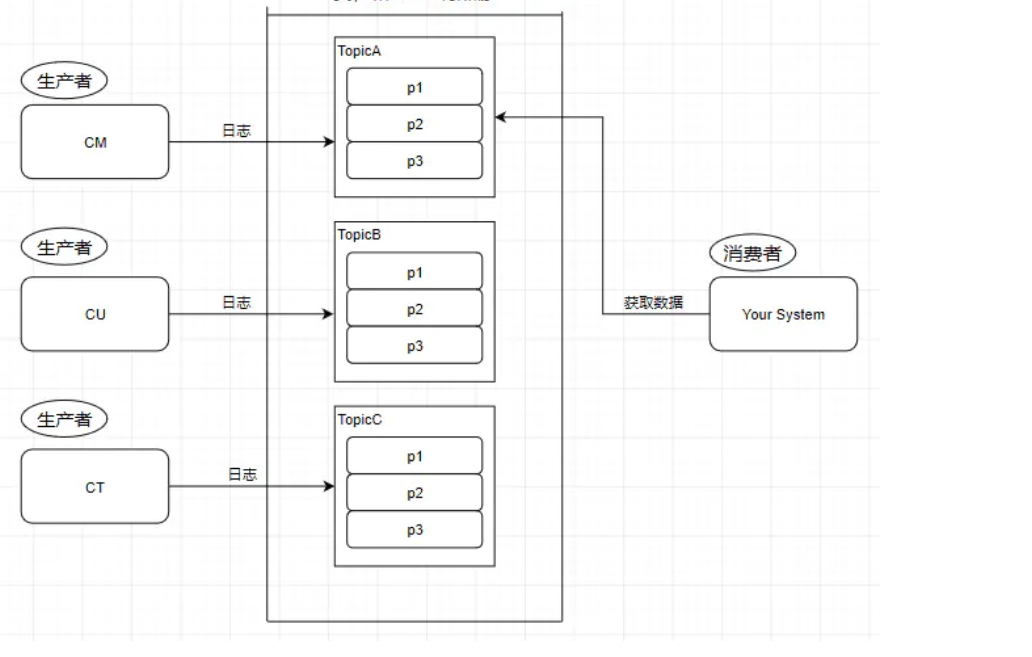 TopicA
p1
p2
p3
生产者
CM
日志
TopicB
p1
p2
p3
生产者
CU
日志
消费者
获取数据
Your System
TopicC
p1
p2
p3
生产者
CT
日志